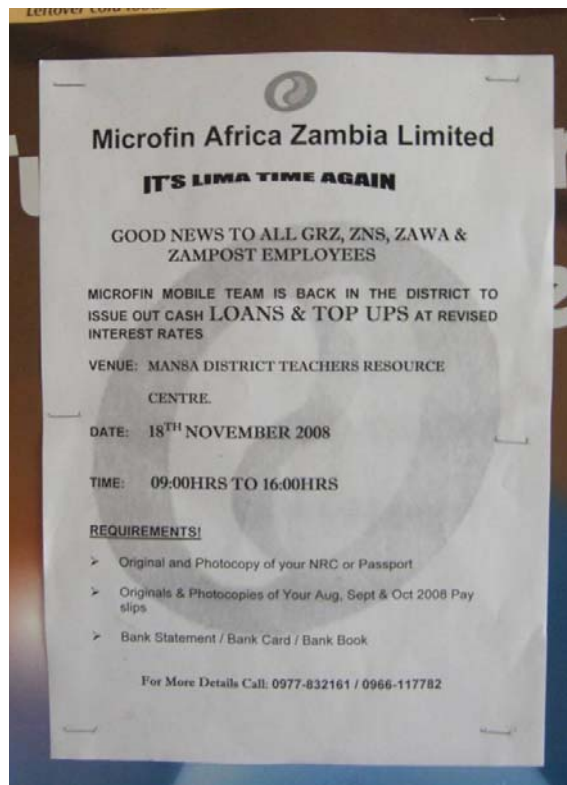 Leftover cold
Microfin Africa Zambia Limited
IT'S LIMA TIME AGAIN
GOOD NEWS TO ALL GRZ, ZNS, ZAWA &
ZAMPOST EMPLOYEES
MICROFIN MOBILE TEAM IS BACK IN THE DISTRICT TO
ISSUE OUT CASH LOANS & TOP UPS AT REVISED
INTEREST RATES
VENUE: MANSA DISTRICT TEACHERS RESOURCE
CENTRE.
DATE: 18TH NOVEMBER 2008
TIME: 09:00HRS TO 16:00HRS
REQUIREMENTS!
➢ Original and Photocopy of your NRC or Passport
➢ Originals & Photocopies of Your Aug, Sept & Oct 2008 Pay
slips
➢ Bank Statement / Bank Card / Bank Book
For More Details Call: 0977-832161 / 0966-117782